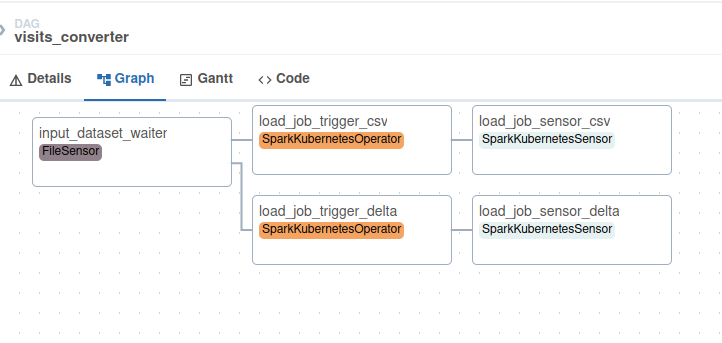 DAG
visits_converter
Details
Graph
Gantt
Code
input_dataset_waiter
FileSensor
load_job_trigger_csv
SparkKubernetesOperator
load_job_sensor_csv
SparkKubernetesSensor
load_job_trigger_delta
SparkKubernetesOperator
load_job_sensor_delta
SparkKubernetesSensor